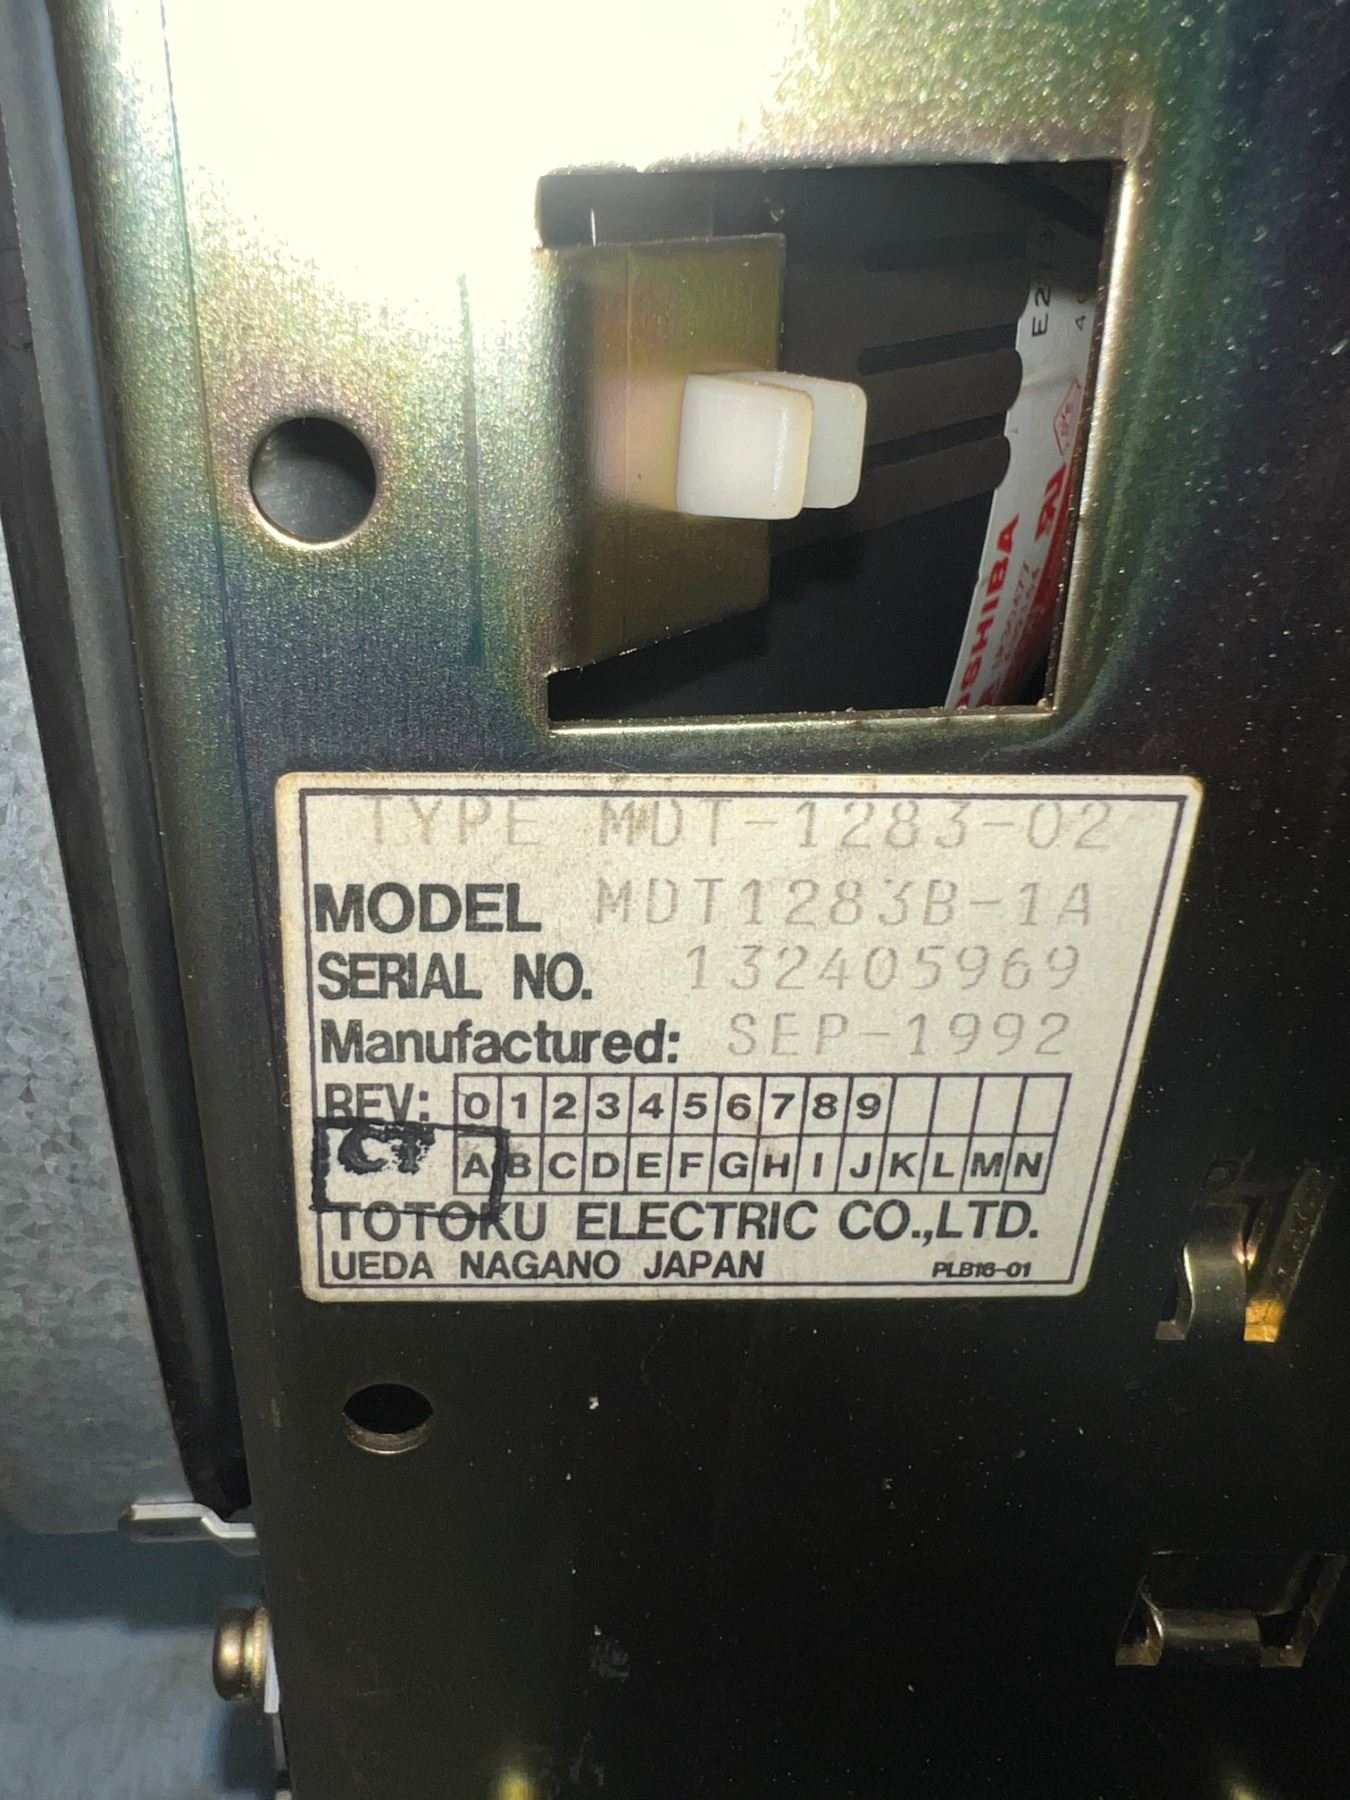 TOSHIBA
TYPE MDT-1283-02
MODEL MDT1283B-1A
SERIAL NO. 132405969
Manufactured: SEP-1992
REV: 0 1 2 3 4 5 6 7 8 9
CT A B C D E F G H I J K L M N
TOTOKU ELECTRIC CO.,LTD.
UEDA NAGANO JAPAN PLB16-01